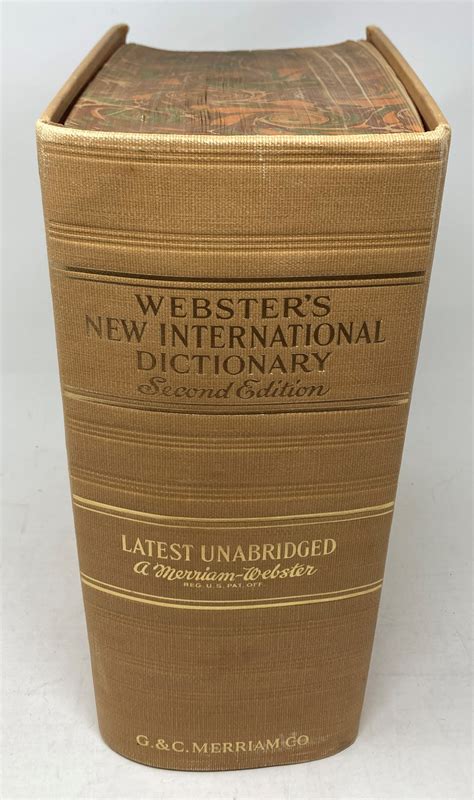 WEBSTER'S
NEW INTERNATIONAL
DICTIONARY
Second Edition
LATEST UNABRIDGED
A Merriam-Webster
REG. U.S. PAT. OFF.
G. & C. MERRIAM CO